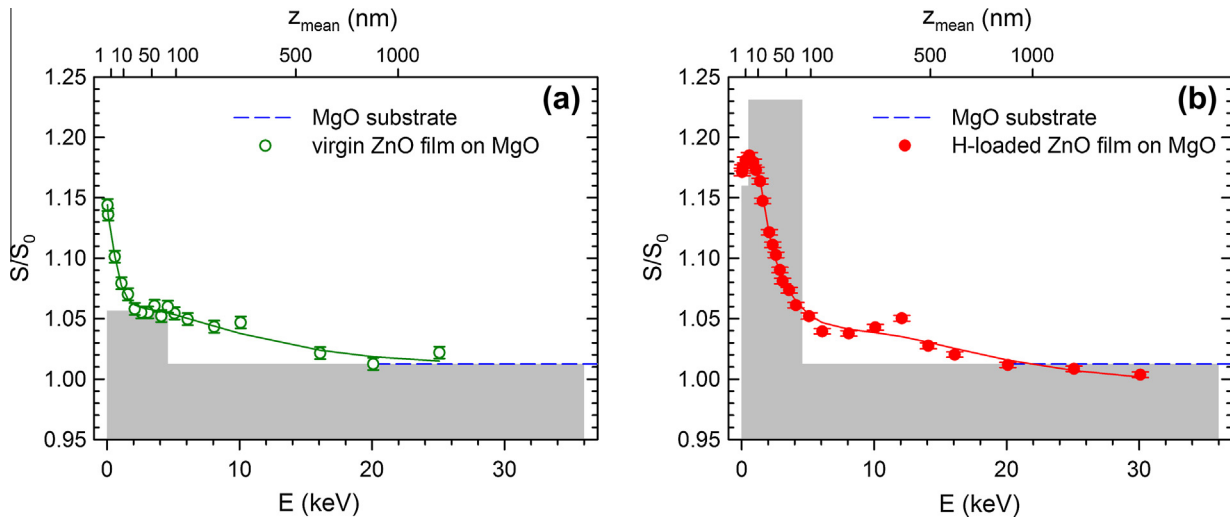 z_mean (nm)
1 10 50 100 500 1000
1.25
(a)
MgO substrate
virgin ZnO film on MgO
1.20
1.15
S/S₀
1.10
1.05
1.00
0.95
0 10 20 30
E (keV)
z_mean (nm)
1 10 50 100 500 1000
1.25
(b)
MgO substrate
H-loaded ZnO film on MgO
1.20
1.15
S/S₀
1.10
1.05
1.00
0.95
0 10 20 30
E (keV)